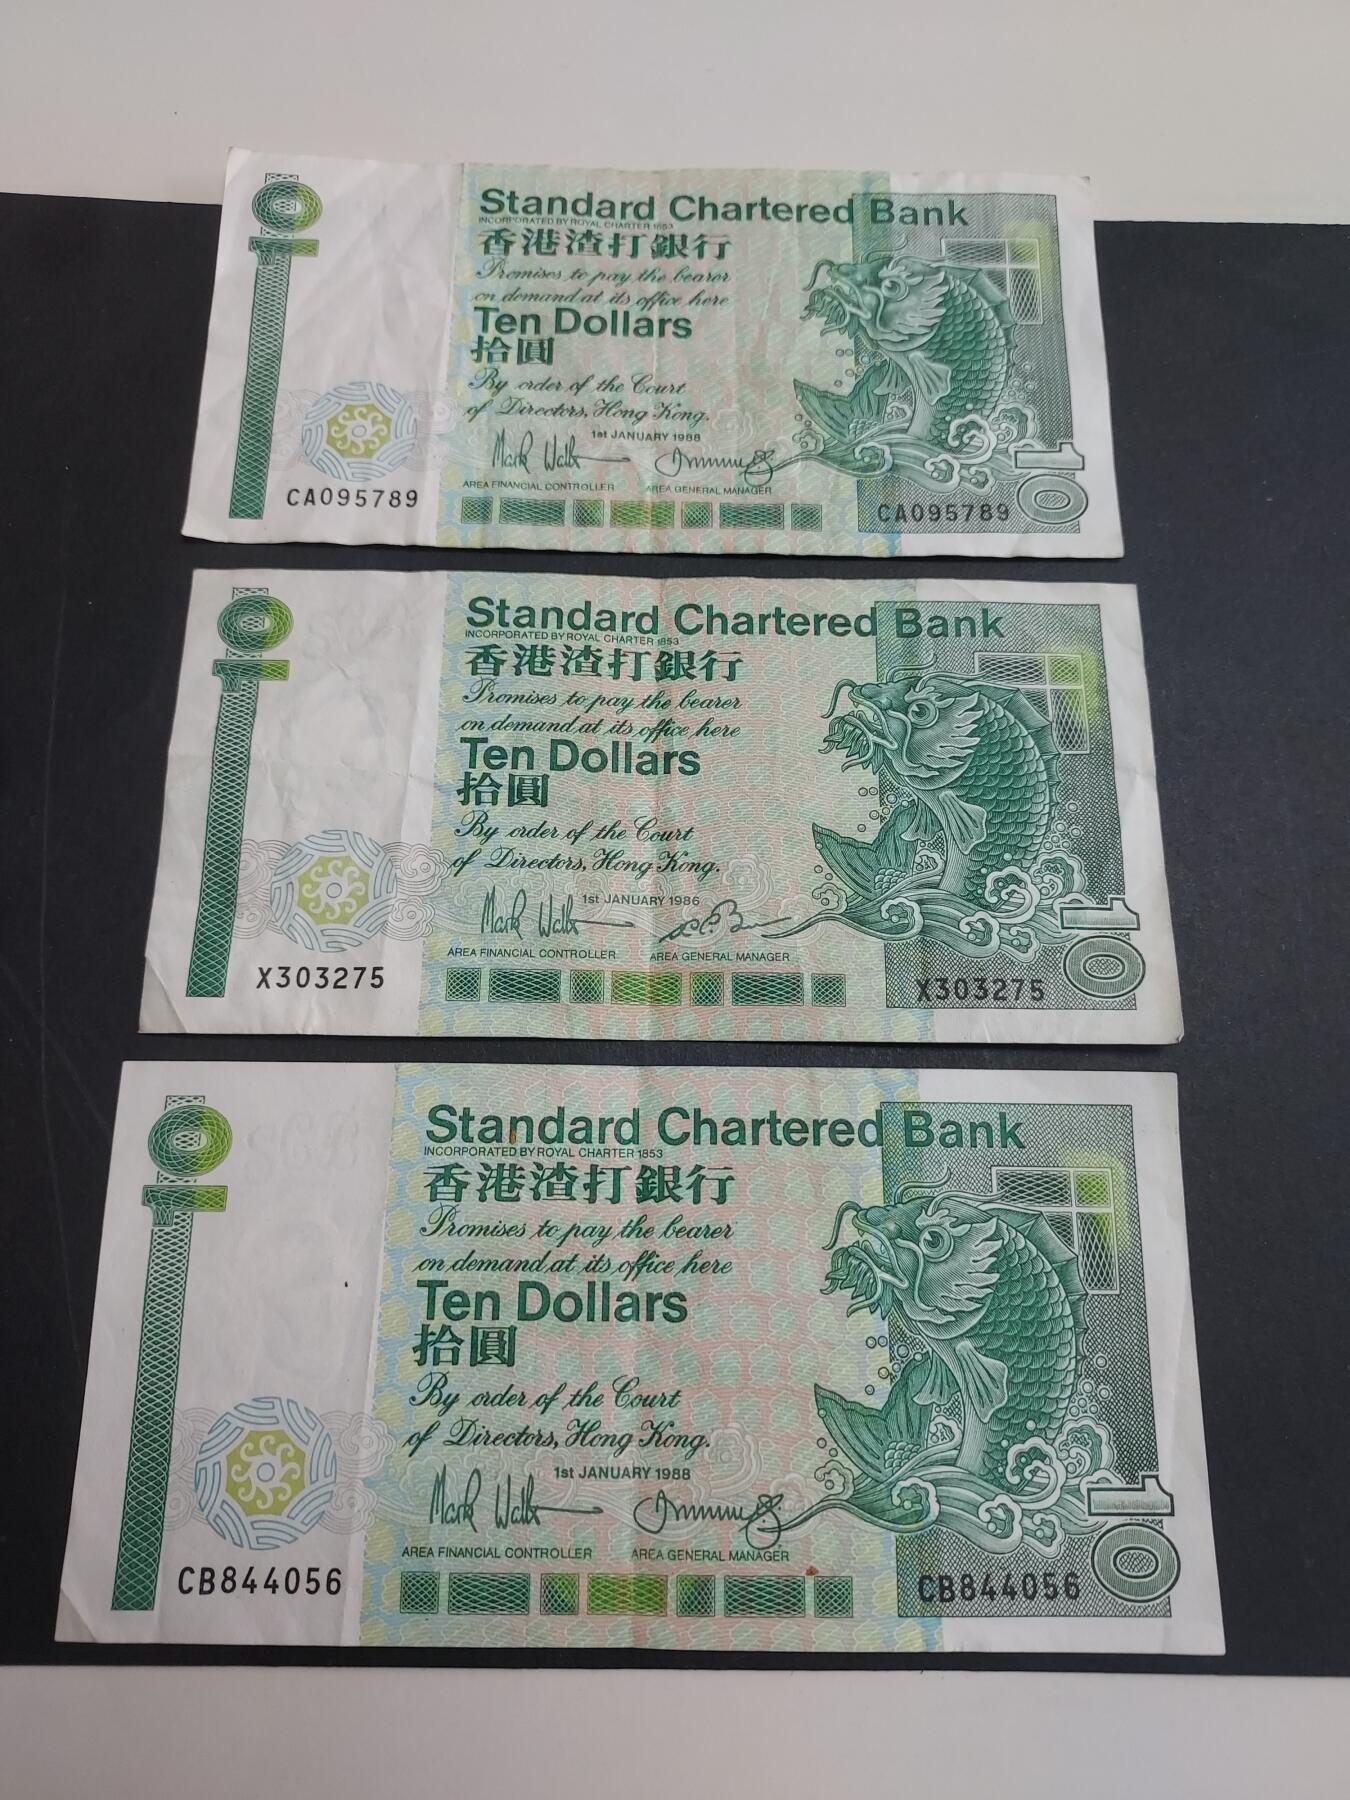 10
Standard Chartered Bank
INCORPORATED BY ROYAL CHARTER 1853
香港渣打銀行
Promises to pay the bearer
on demand at its office here
Ten Dollars
拾圓
By order of the Court
of Directors, Hong Kong.
1st JANUARY 1988
AREA FINANCIAL CONTROLLER AREA GENERAL MANAGER
CA095789 CA095789
10
10
Standard Chartered Bank
INCORPORATED BY ROYAL CHARTER 1853
香港渣打銀行
Promises to pay the bearer
on demand at its office here
Ten Dollars
拾圓
By order of the Court
of Directors, Hong Kong.
1st JANUARY 1986
AREA FINANCIAL CONTROLLER AREA GENERAL MANAGER
X303275 X303275
10
10
Standard Chartered Bank
INCORPORATED BY ROYAL CHARTER 1853
香港渣打銀行
Promises to pay the bearer
on demand at its office here
Ten Dollars
拾圓
By order of the Court
of Directors, Hong Kong.
1st JANUARY 1988
AREA FINANCIAL CONTROLLER AREA GENERAL MANAGER
CB844056 CB844056
10